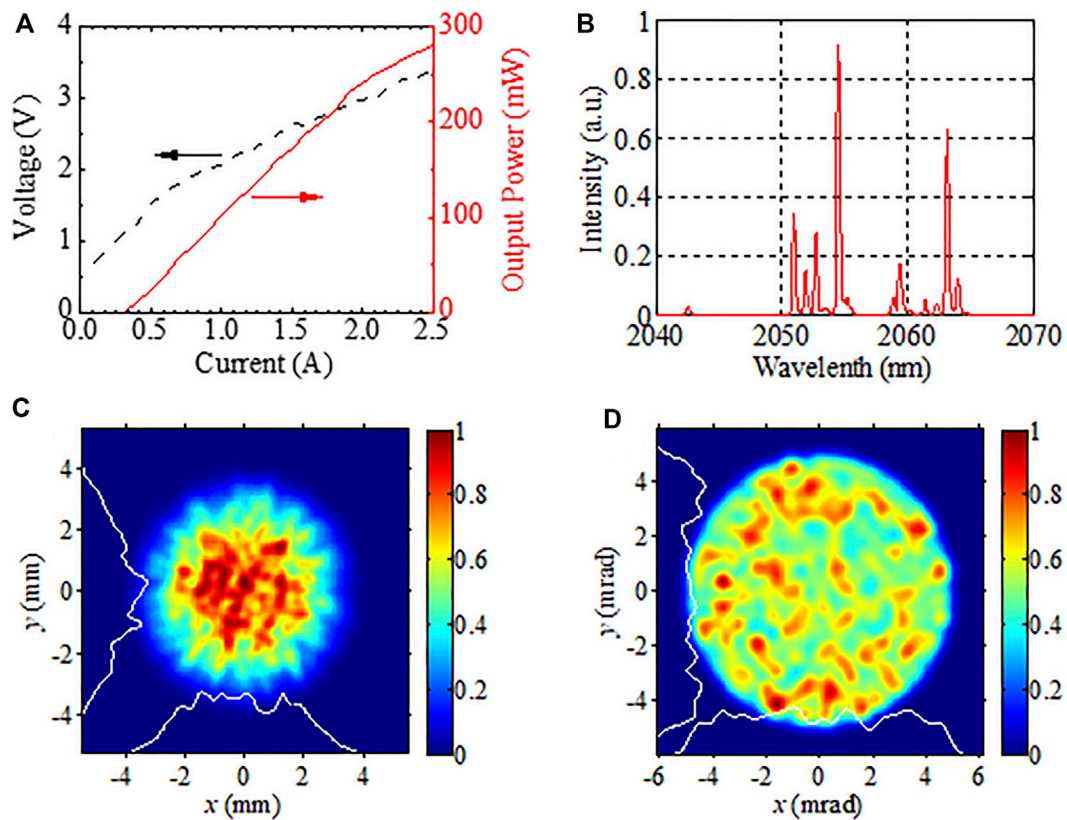 A
4
3
2
1
0
Voltage (V)
300
200
100
0
Output Power (mW)
0.0 0.5 1.0 1.5 2.0 2.5
Current (A)
B
1
0.8
0.6
0.4
0.2
0
Intensity (a.u.)
2040 2050 2060 2070
Wavelenth (nm)
C
4
2
0
-2
-4
y (mm)
-4 -2 0 2 4
x (mm)
1
0.8
0.6
0.4
0.2
0
D
4
2
0
-2
-4
y (mrad)
-6 -4 -2 0 2 4 6
x (mrad)
1
0.8
0.6
0.4
0.2
0